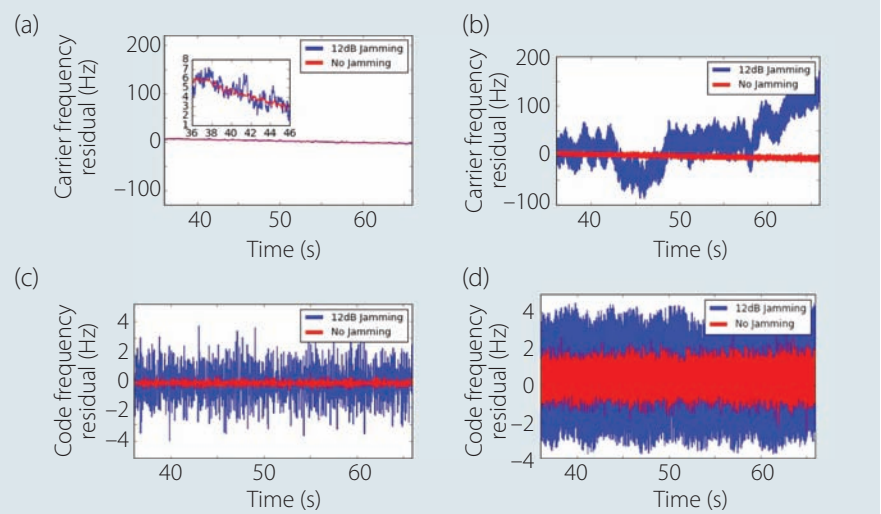 (a)
Carrier frequency
residual (Hz)
200
100
0
−100
12dB Jamming
No Jamming
8
7
6
5
4
3
2
1
36 38 40 42 44 46
40 50 60
Time (s)
(b)
Carrier frequency
residual (Hz)
200
100
0
−100
12dB Jamming
No Jamming
40 50 60
Time (s)
(c)
Code frequency
residual (Hz)
4
2
0
−2
−4
12dB Jamming
No Jamming
40 50 60
Time (s)
(d)
Code frequency
residual (Hz)
4
2
0
−2
−4
12dB Jamming
No Jamming
40 50 60
Time (s)